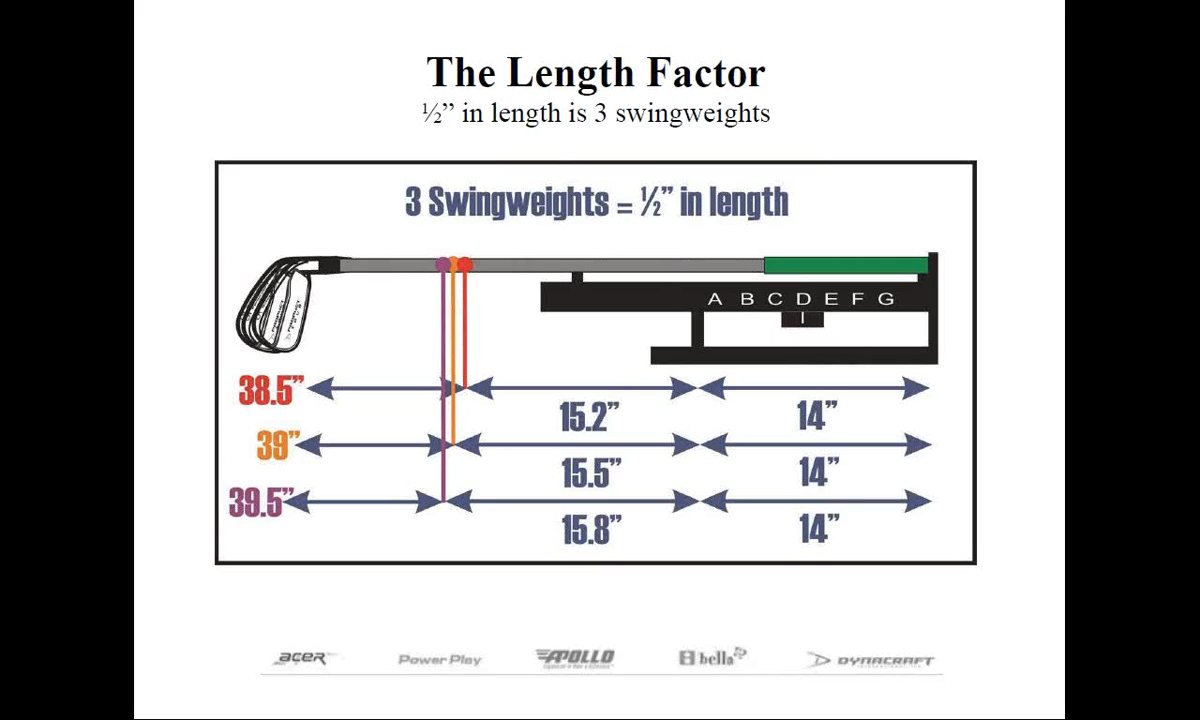 The Length Factor
½” in length is 3 swingweights
3 Swingweights = ½” in length
A B C D E F G
38.5”
15.2” 14”
39”
15.5” 14”
39.5”
15.8” 14”
acer Power Play APOLLO bella DYNACRAFT